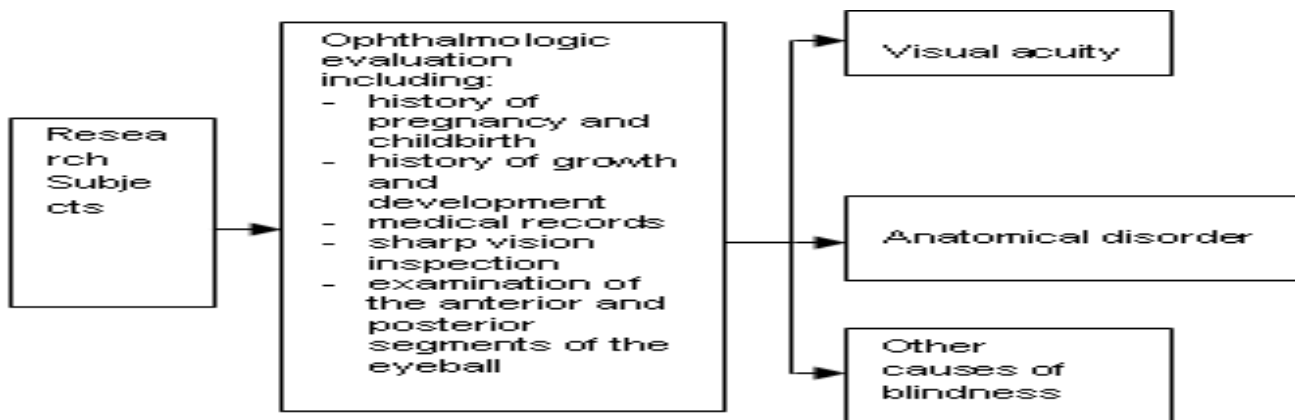 Resea
rch
Subje
cts
Ophthalmologic
evaluation
including:
- history of
pregnancy and
childbirth
- history of growth
and
development
- medical records
- sharp vision
inspection
- examination of
the anterior and
posterior
segments of the
eyeball
Visual acuity
Anatomical disorder
Other
causes of
blindness